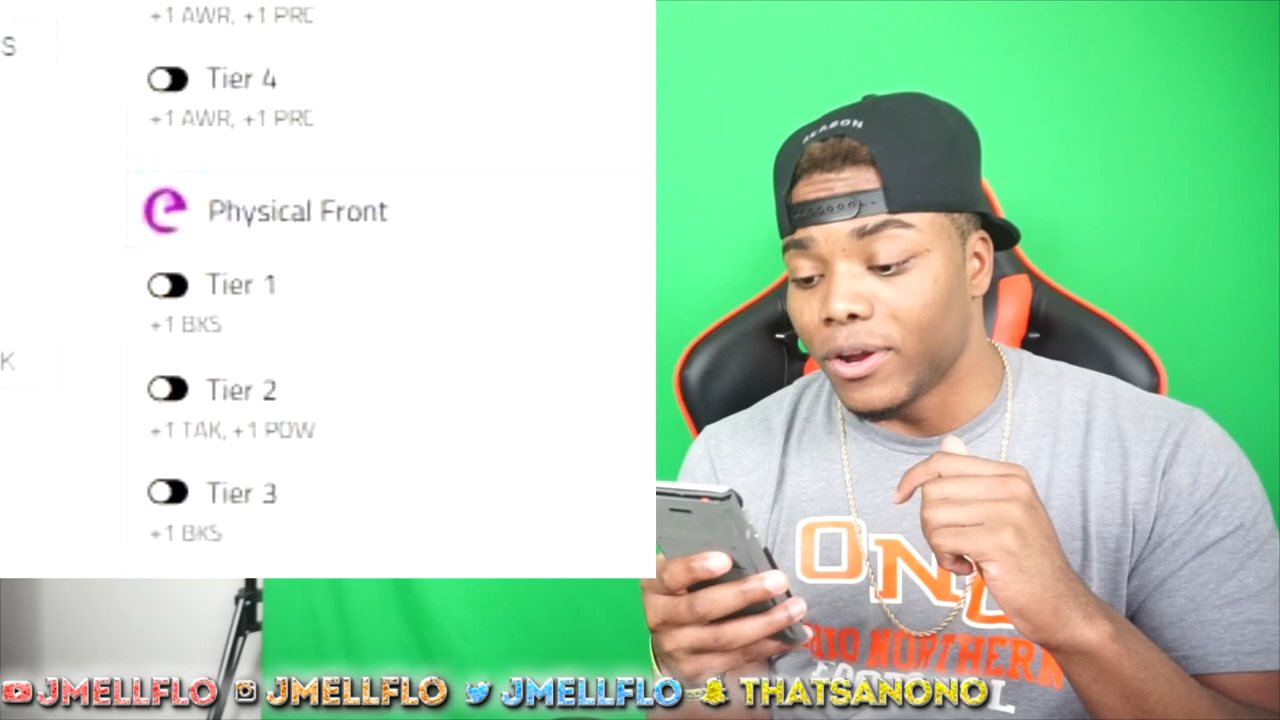 +1 AWR, +1 PRC
S
Tier 4
+1 AWR, +1 PRC
Physical Front
Tier 1
+1 BKS
K
Tier 2
+1 TAK, +1 POW
Tier 3
+1 BKS
SEASON
ONU
OHIO NORTHERN
JMELLFLO JMELLFLO JMELLFLO THATSANONO